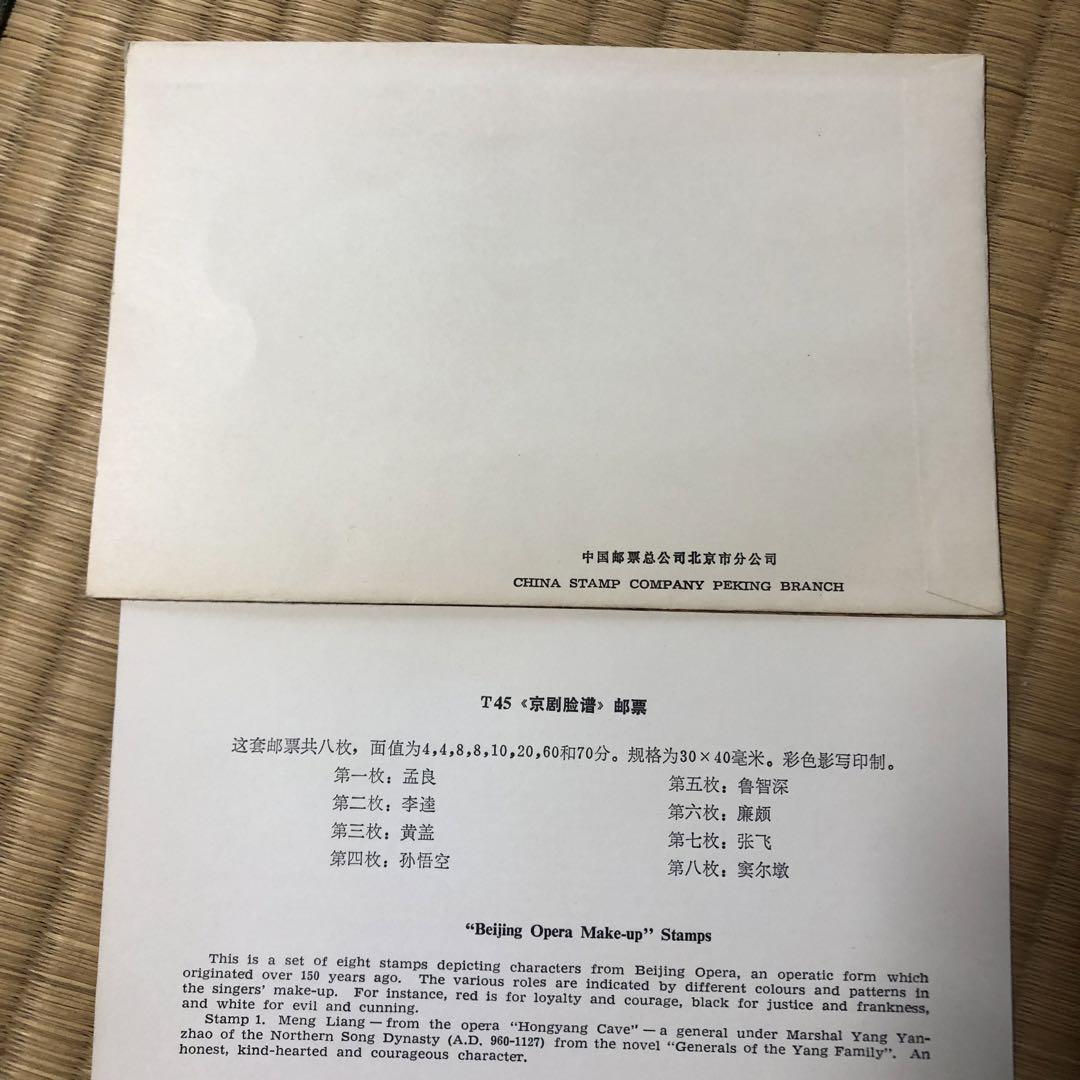 中国邮票总公司北京市分公司
CHINA STAMP COMPANY PEKING BRANCH
T45《京剧脸谱》邮票
这套邮票共八枚，面值为4,4,8,8,10,20,60和70分。规格为30×40毫米。彩色影写印制。
第一枚：孟良 第五枚：鲁智深
第二枚：李逵 第六枚：廉颇
第三枚：黄盖 第七枚：张飞
第四枚：孙悟空 第八枚：窦尔墩
“Beijing Opera Make-up” Stamps
This is a set of eight stamps depicting characters from Beijing Opera, an operatic form which
originated over 150 years ago. The various roles are indicated by different colours and patterns in
the singers’ make-up. For instance, red is for loyalty and courage, black for justice and frankness,
and white for evil and cunning.
Stamp 1. Meng Liang — from the opera “Hongyang Cave” — a general under Marshal Yang Yan-
zhao of the Northern Song Dynasty (A.D. 960-1127) from the novel “Generals of the Yang Family”. An
honest, kind-hearted and courageous character.